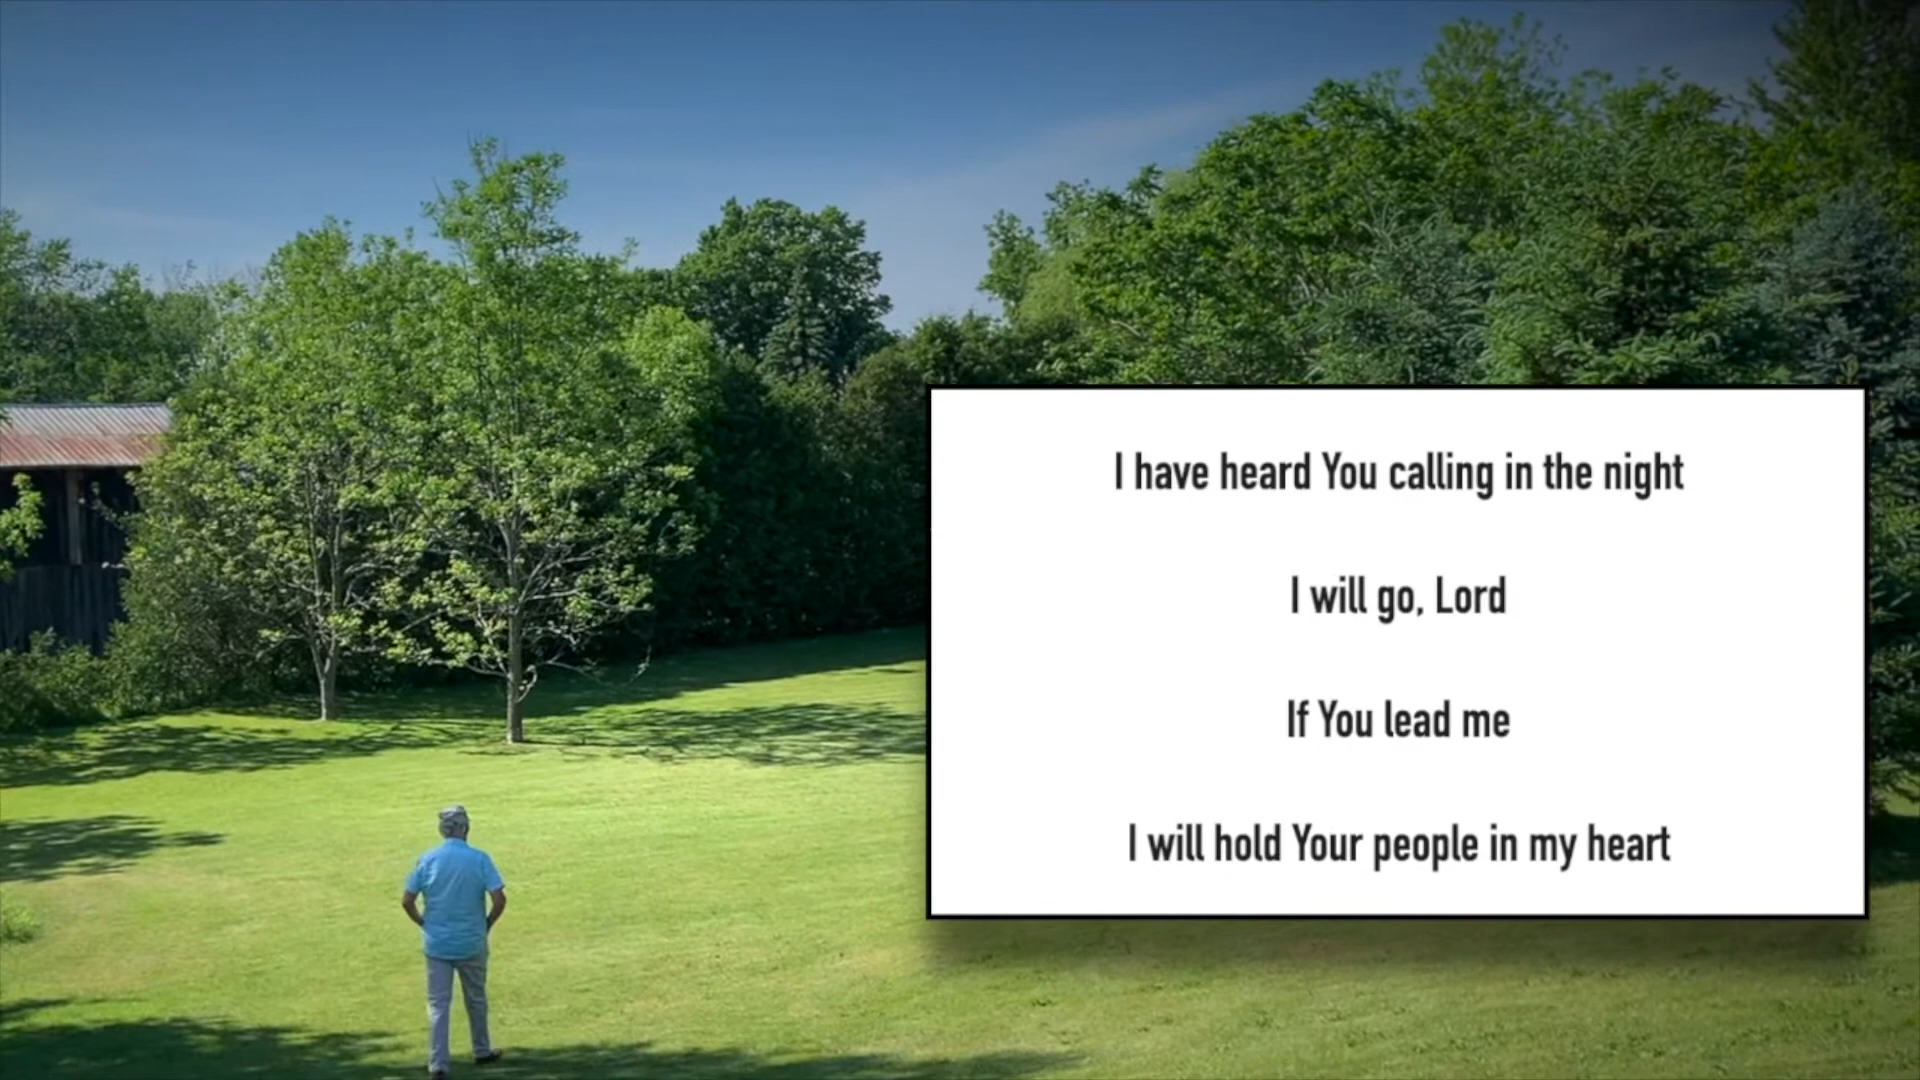 I have heard You calling in the night
I will go, Lord
If You lead me
I will hold Your people in my heart